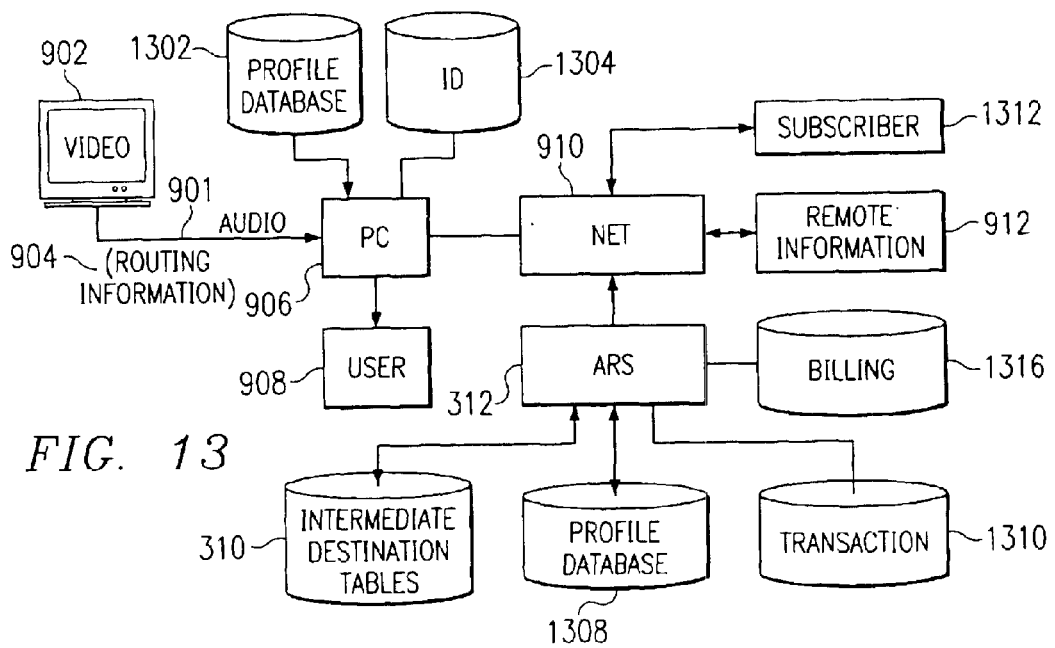 1302
PROFILE
DATABASE
ID
1304
902
VIDEO
901
AUDIO
904
(ROUTING
INFORMATION)
PC
906
USER
908
910
NET
SUBSCRIBER
1312
REMOTE
INFORMATION
912
ARS
312
BILLING
1316
FIG. 13
310
INTERMEDIATE
DESTINATION
TABLES
PROFILE
DATABASE
1308
TRANSACTION
1310